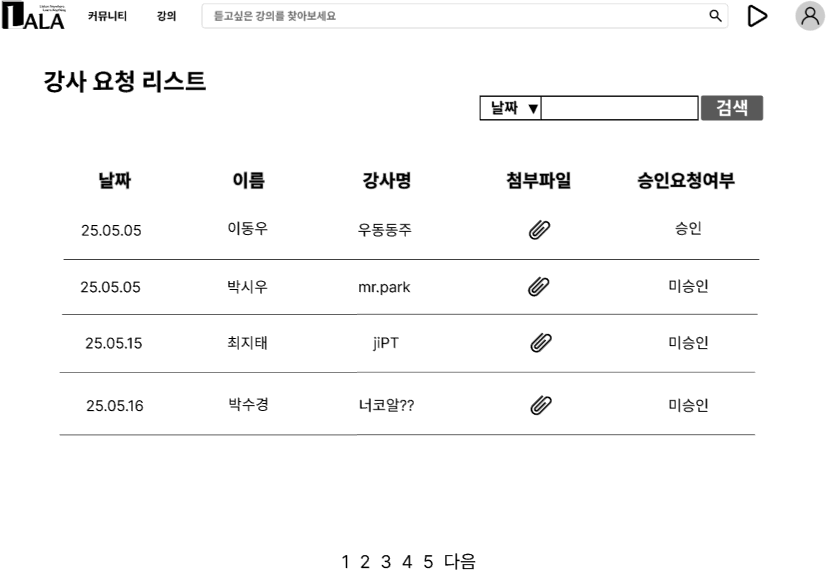 LALA 커뮤니티 강의 듣고싶은 강의를 찾아보세요
강사 요청 리스트
날짜 ▼ 검색
날짜 이름 강사명 첨부파일 승인요청여부
25.05.05 이동우 우동동주 승인
25.05.05 박시우 mr.park 미승인
25.05.15 최지태 jiPT 미승인
25.05.16 박수경 너코알?? 미승인
1 2 3 4 5 다음